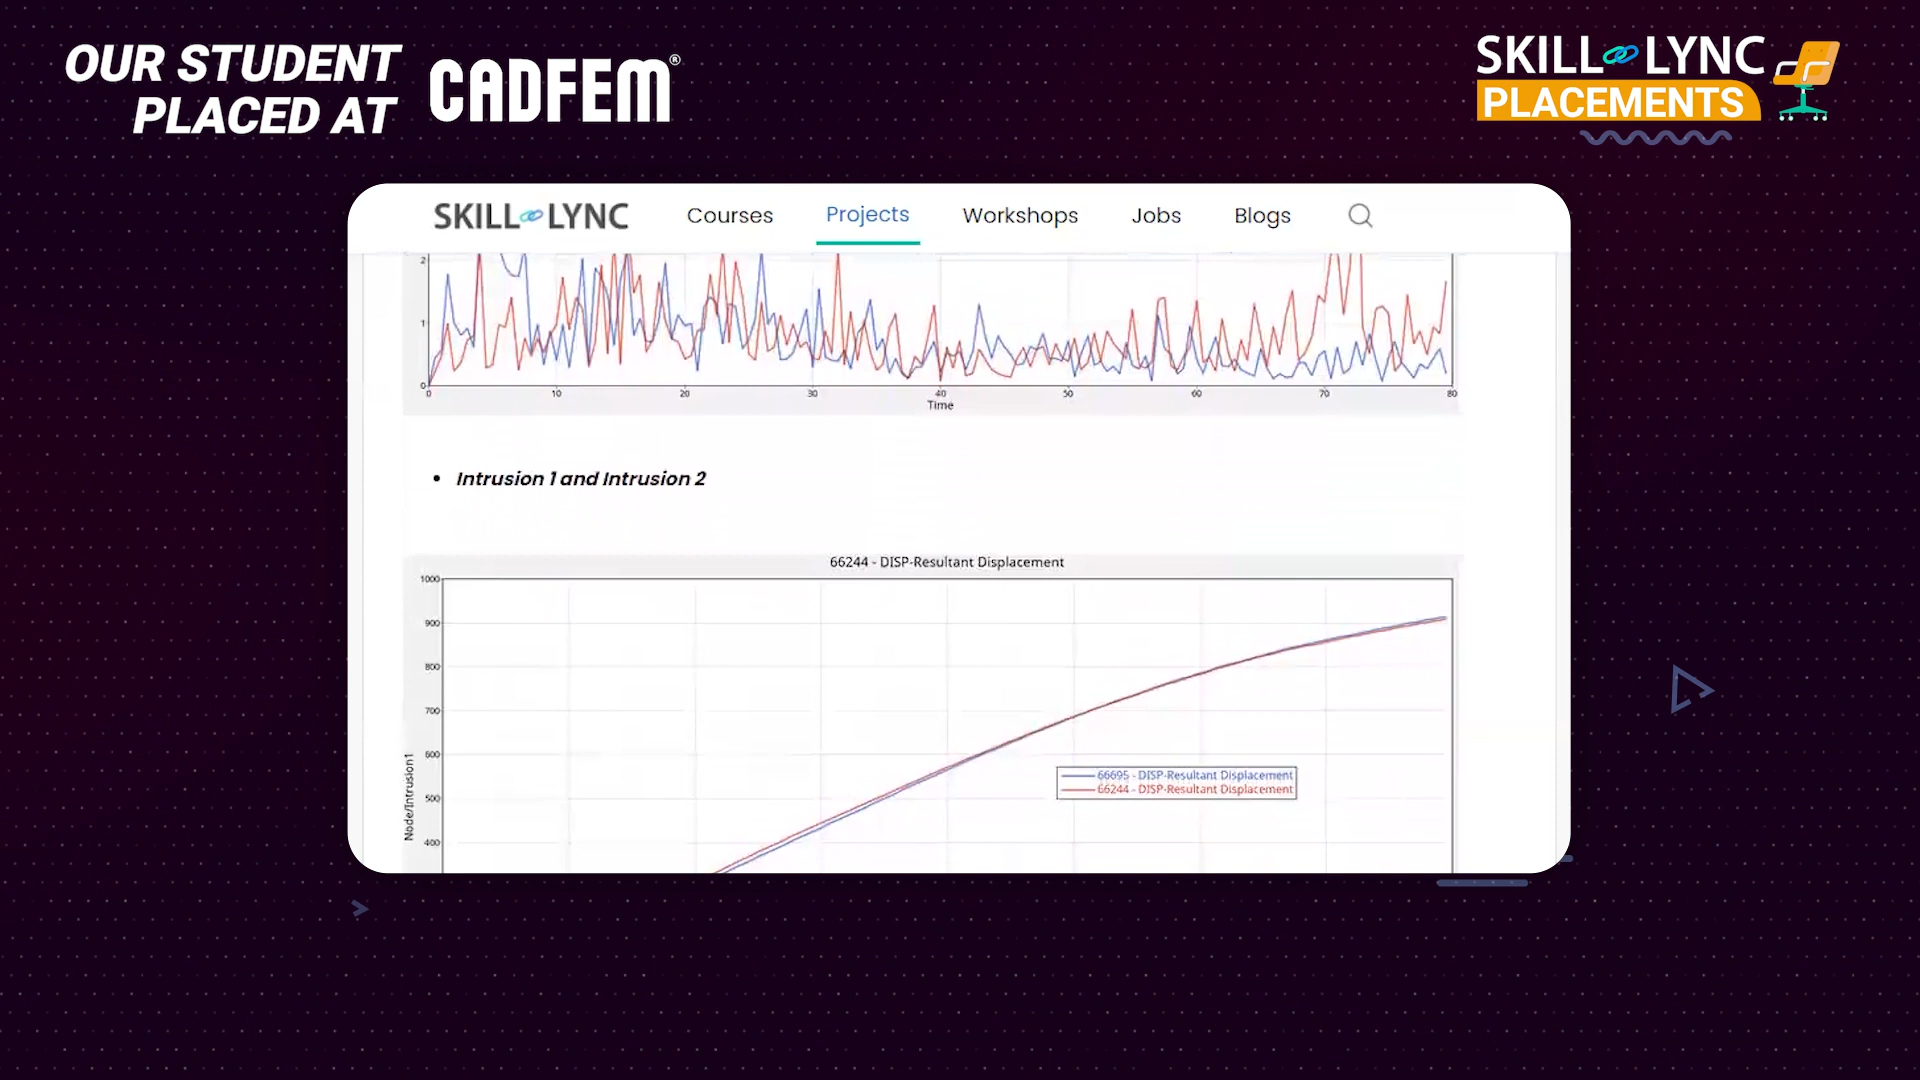 OUR STUDENT
PLACED AT
CADFEM®
SKILL LYNC
PLACEMENTS
SKILL LYNC Courses Projects Workshops Jobs Blogs
2
1
0
0 10 20 30 40 50 60 70 80
Time
• Intrusion 1 and Intrusion 2
66244 - DISP-Resultant Displacement
1000
900
800
700
600
500
400
Node/Intrusion1
66695 - DISP-Resultant Displacement
66244 - DISP-Resultant Displacement